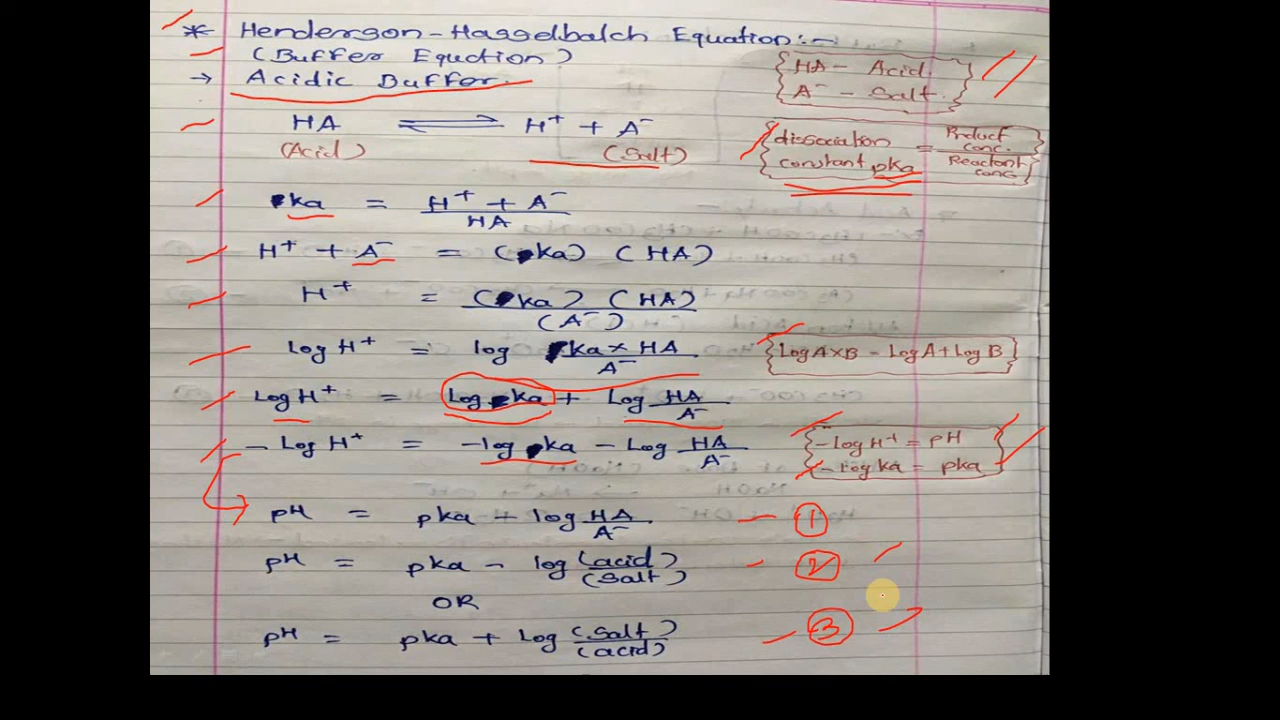 * Henderson-Hasselbalch Equation:-
(Buffer Equction)
→ Acidic Buffer.
HA - Acid
A⁻ - Salt.
HA ⇌ H⁺ + A⁻
(Acid) (Salt)
dissociation constant pka = Product conc. / Reactant conc
ka = H⁺ + A⁻ / HA
H⁺ + A⁻ = (ka) (HA)
H⁺ = (ka) (HA) / (A⁻)
log H⁺ = log ka × HA / A⁻
Log A×B - Log A + Log B
Log H⁺ = Log ka + Log HA / A⁻
- Log H⁺ = -log ka - Log HA / A⁻
-log H⁺ = pH
-log ka = pka
pH = pka - log HA / A⁻ - 1
pH = pka - log (acid) / (Salt) - 2
OR
pH = pka + log (Salt) / (acid) - 3